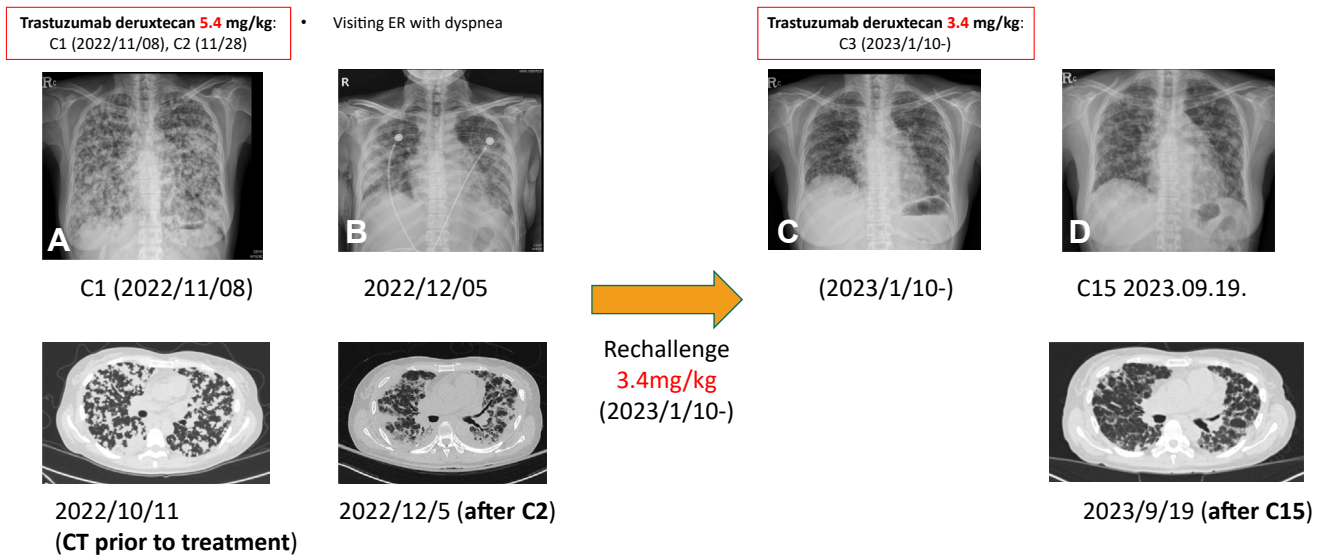 Trastuzumab deruxtecan 5.4 mg/kg:
C1 (2022/11/08), C2 (11/28)
• Visiting ER with dyspnea
Trastuzumab deruxtecan 3.4 mg/kg:
C3 (2023/1/10-)
R
A
R
B
R
C
R
D
C1 (2022/11/08)
2022/12/05
(2023/1/10-)
C15 2023.09.19.
Rechallenge
3.4mg/kg
(2023/1/10-)
2022/10/11
(CT prior to treatment)
2022/12/5 (after C2)
2023/9/19 (after C15)